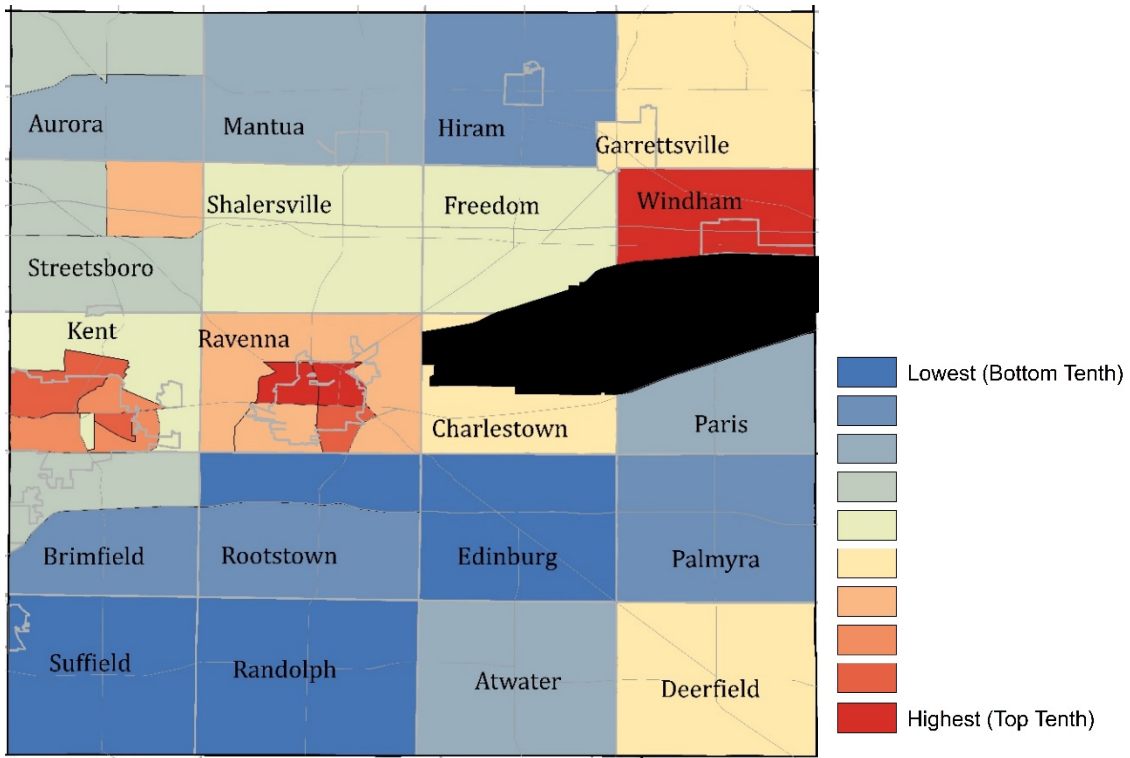 Aurora
Mantua
Hiram
Garrettsville
Shalersville
Freedom
Windham
Streetsboro
Kent
Ravenna
Charlestown
Paris
Brimfield
Rootstown
Edinburg
Palmyra
Suffield
Randolph
Atwater
Deerfield
Lowest (Bottom Tenth)
Highest (Top Tenth)